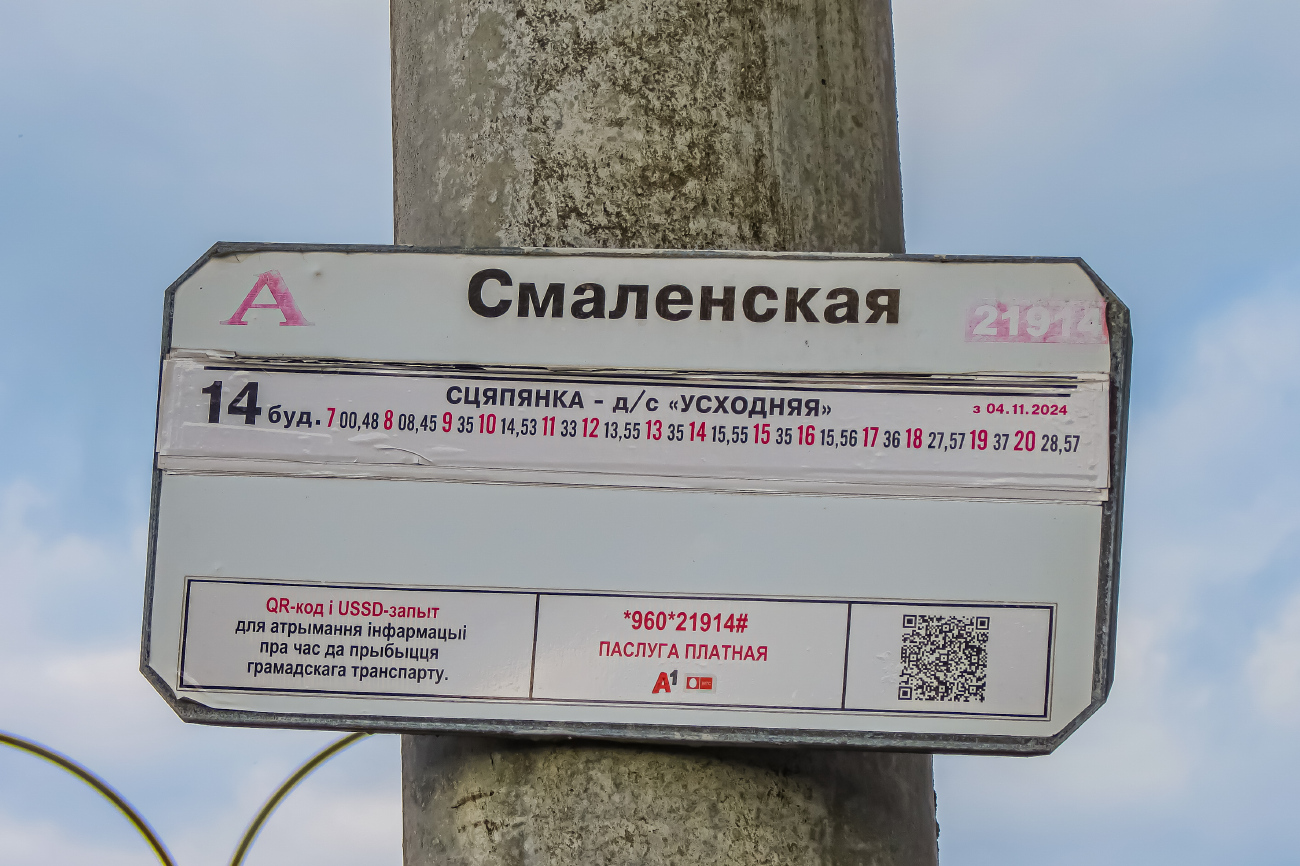 А Смаленская 21914
14 СЦЯПЯНКА - д/с «УСХОДНЯЯ» з 04.11.2024
буд. 7 00,48 8 08,45 9 35 10 14,53 11 33 12 13,55 13 35 14 15,55 15 35 16 15,56 17 36 18 27,57 19 37 20 28,57
QR-код і USSD-запыт
для атрымання інфармацыі
пра час да прыбыцця
грамадскага транспарту.
*960*21914#
ПАСЛУГА ПЛАТНАЯ
A1 мтс